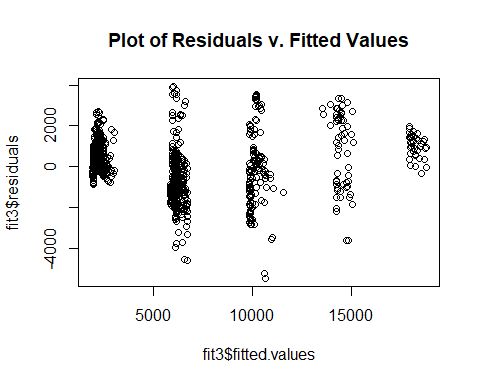 Plot of Residuals v. Fitted Values
fit3$residuals
2000
0
-4000
5000
10000
15000
fit3$fitted.values